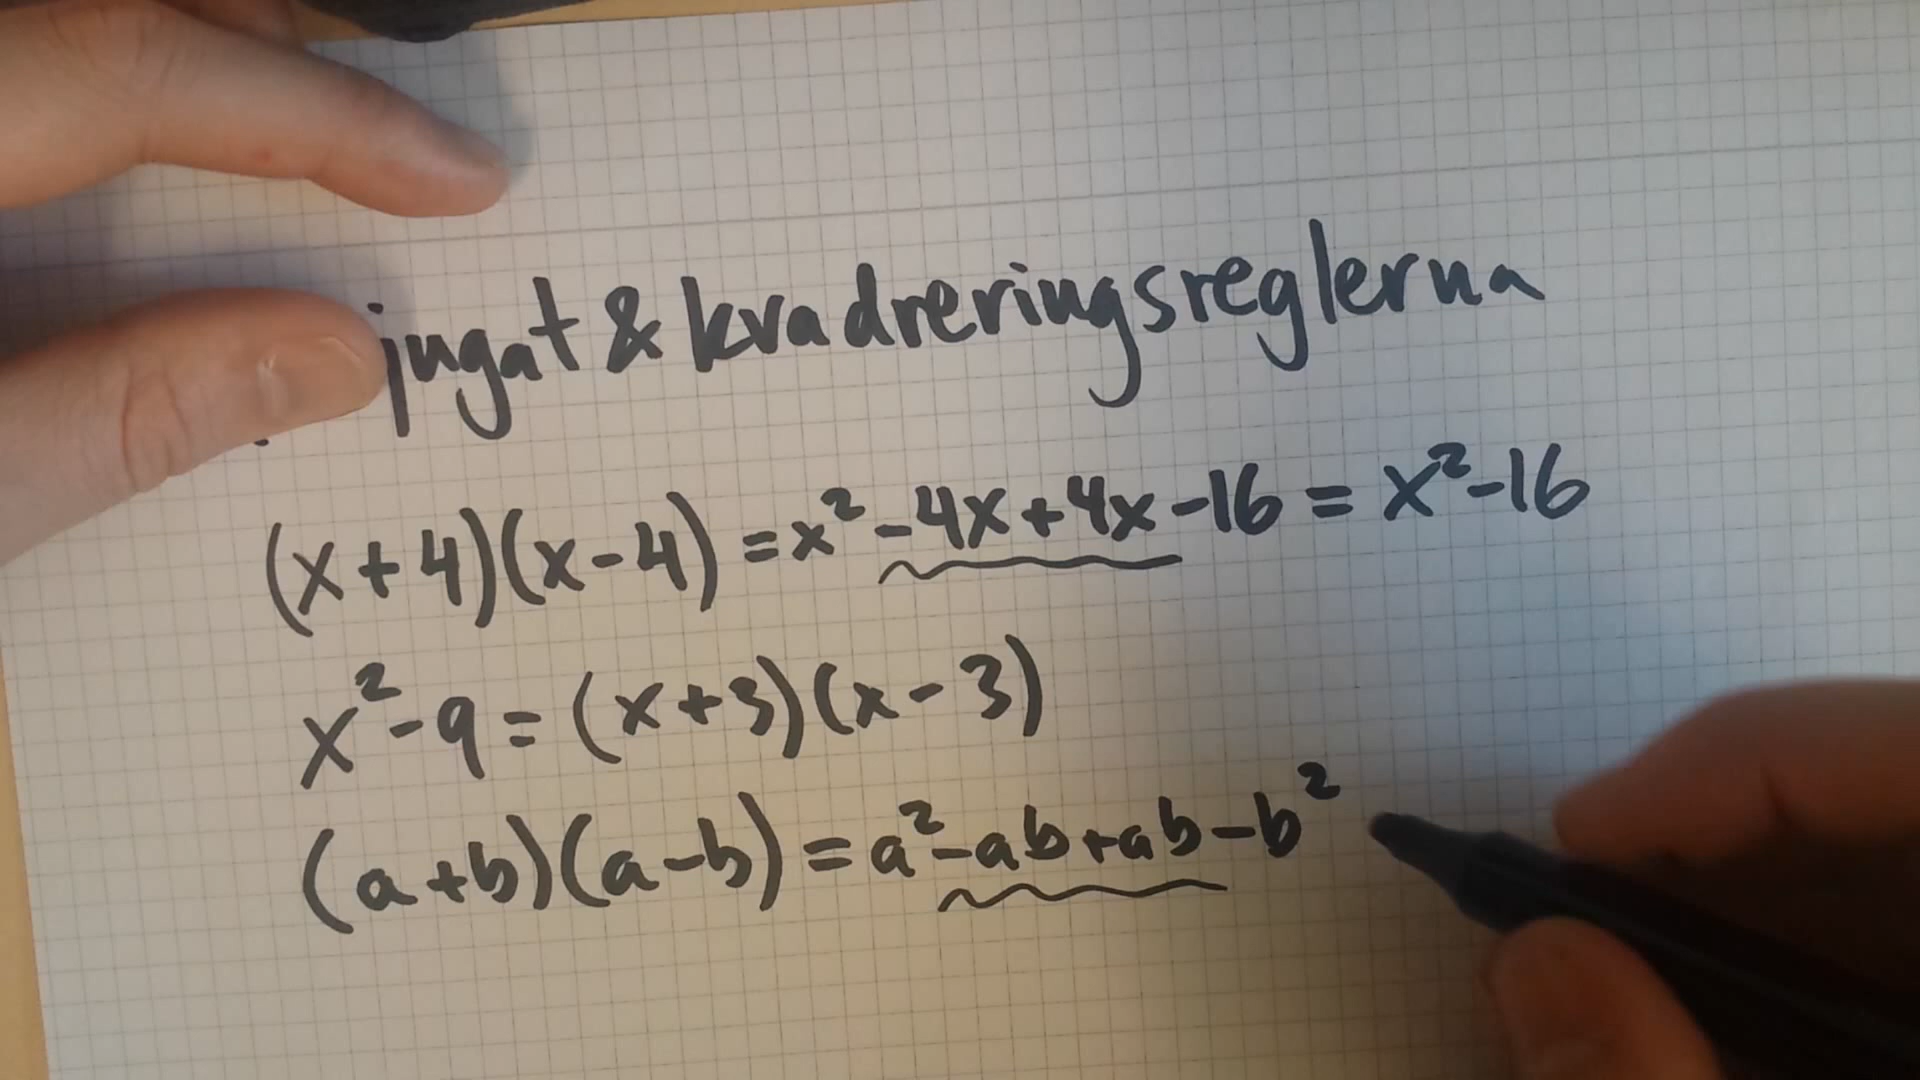 jugat & kvadreringsreglerna
(x+4)(x-4) = x² -4x+4x -16 = x²-16
x²-9 = (x+3)(x-3)
(a+b)(a-b) = a²-ab+ab-b²